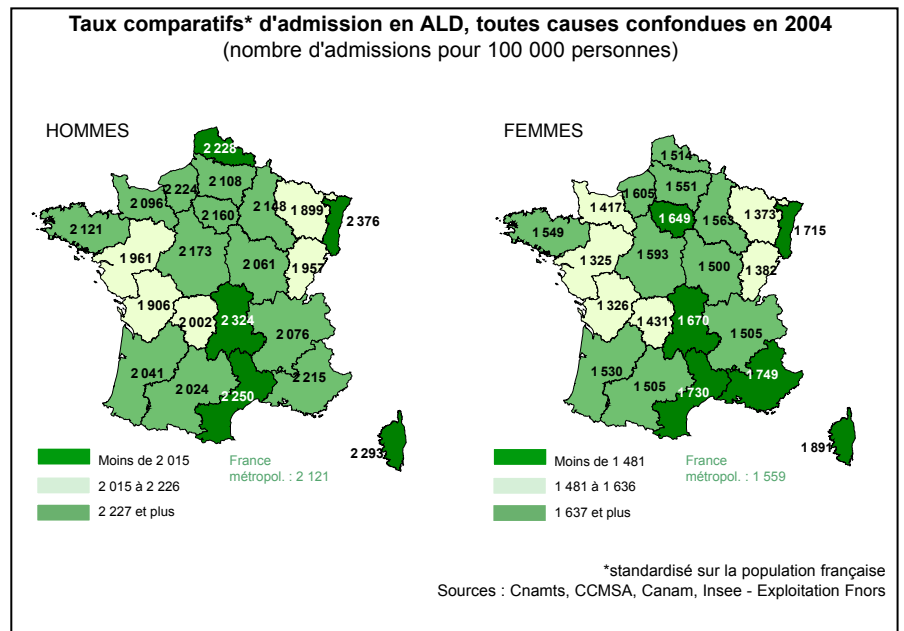 Taux comparatifs* d'admission en ALD, toutes causes confondues en 2004
(nombre d'admissions pour 100 000 personnes)
HOMMES
2 228
2 224
2 108
2 096
2 160
2 148
1 899
2 376
2 121
1 961
2 173
2 061
1 957
1 906
2 002
2 324
2 076
2 041
2 024
2 250
2 215
2 293
Moins de 2 015
2 015 à 2 226
2 227 et plus
France
métropol. : 2 121
FEMMES
1 514
1 551
1 605
1 417
1 649
1 563
1 373
1 715
1 549
1 325
1 593
1 500
1 382
1 326
1 431
1 670
1 505
1 530
1 505
1 730
1 749
1 891
Moins de 1 481
1 481 à 1 636
1 637 et plus
France
métropol. : 1 559
*standardisé sur la population française
Sources : Cnamts, CCMSA, Canam, Insee - Exploitation Fnors